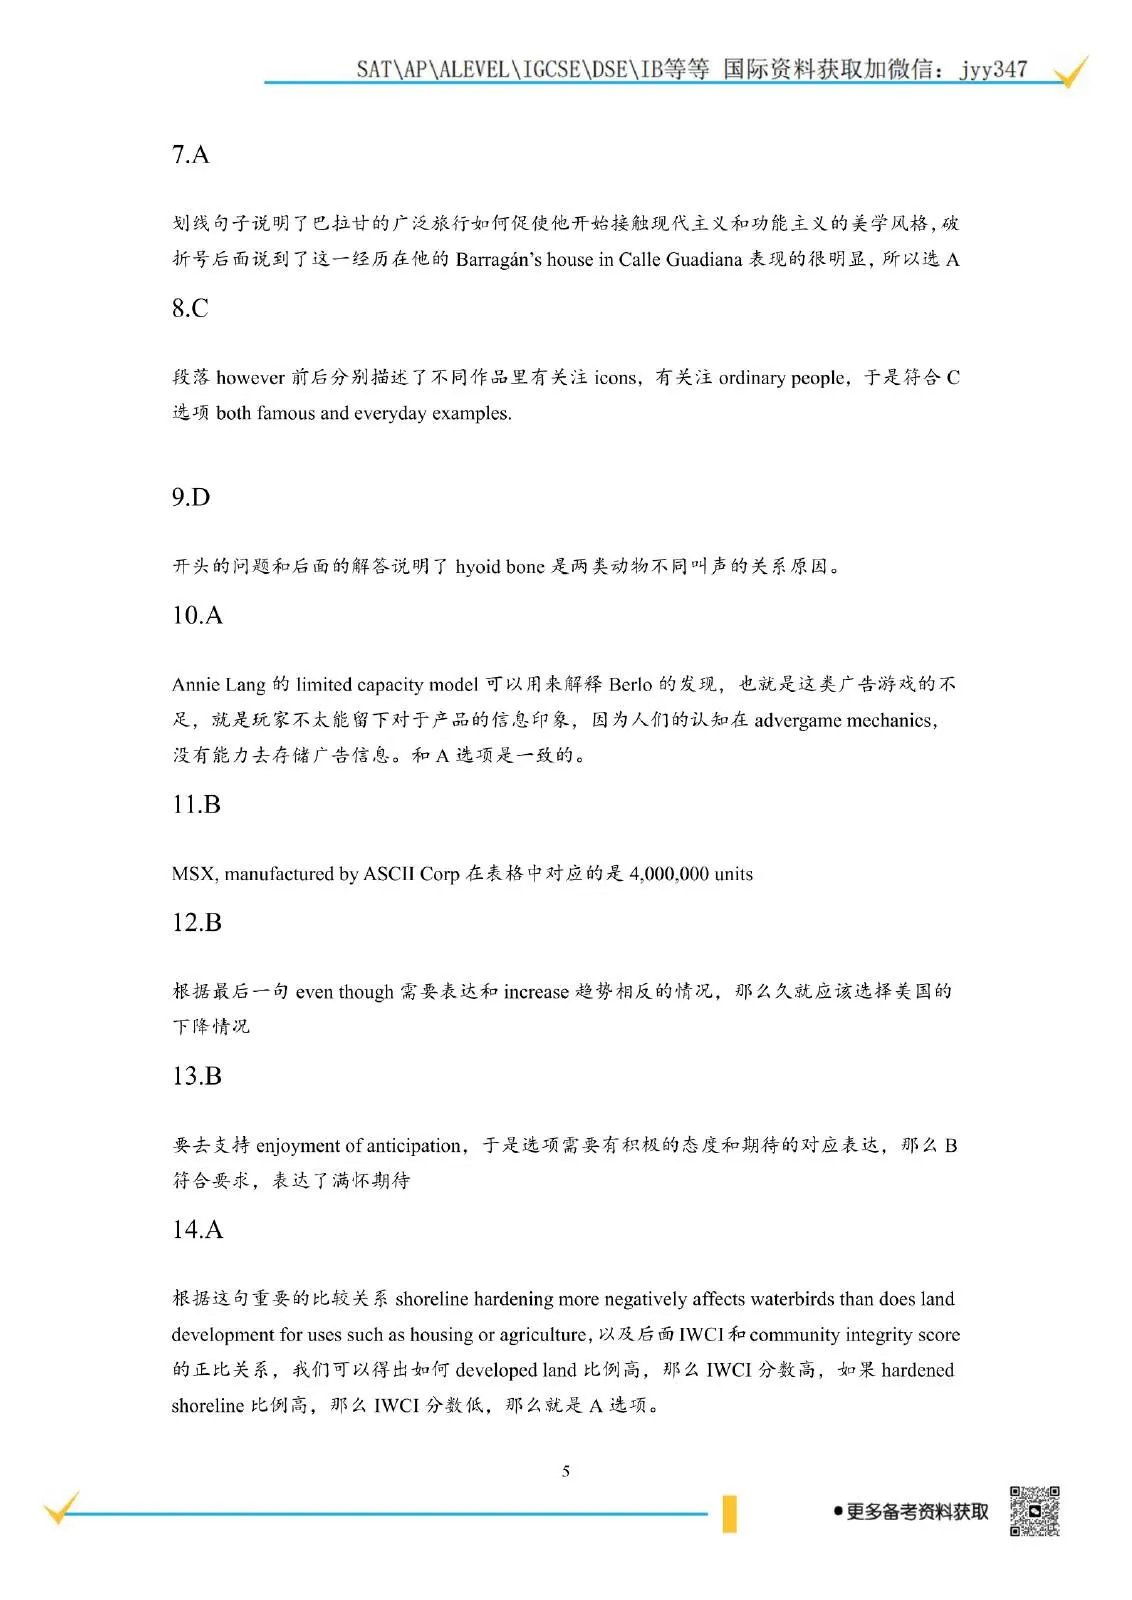 SAT\AP\ALEVEL\IGCSE\DSE\IB等等 国际资料获取加微信：jyy347
7.A
划线句子说明了巴拉甘的广泛旅行如何促使他开始接触现代主义和功能主义的美学风格，破
折号后面说到了这一经历在他的 Barragán’s house in Calle Guadiana 表现的很明显，所以选 A
8.C
段落 however 前后分别描述了不同作品里有关注 icons，有关注 ordinary people，于是符合 C
选项 both famous and everyday examples.
9.D
开头的问题和后面的解答说明了 hyoid bone 是两类动物不同叫声的关系原因。
10.A
Annie Lang 的 limited capacity model 可以用来解释 Berlo 的发现，也就是这类广告游戏的不
足，就是玩家不太能留下对于产品的信息印象，因为人们的认知在 advergame mechanics，
没有能力去存储广告信息。和 A 选项是一致的。
11.B
MSX, manufactured by ASCII Corp 在表格中对应的是 4,000,000 units
12.B
根据最后一句 even though 需要表达和 increase 趋势相反的情况，那么久就应该选择美国的
下降情况
13.B
要去支持 enjoyment of anticipation，于是选项需要有积极的态度和期待的对应表达，那么 B
符合要求，表达了满怀期待
14.A
根据这句重要的比较关系 shoreline hardening more negatively affects waterbirds than does land
development for uses such as housing or agriculture，以及后面 IWCI 和 community integrity score
的正比关系，我们可以得出如何 developed land 比例高，那么 IWCI 分数高，如果 hardened
shoreline 比例高，那么 IWCI 分数低，那么就是 A 选项。
5
•更多备考资料获取